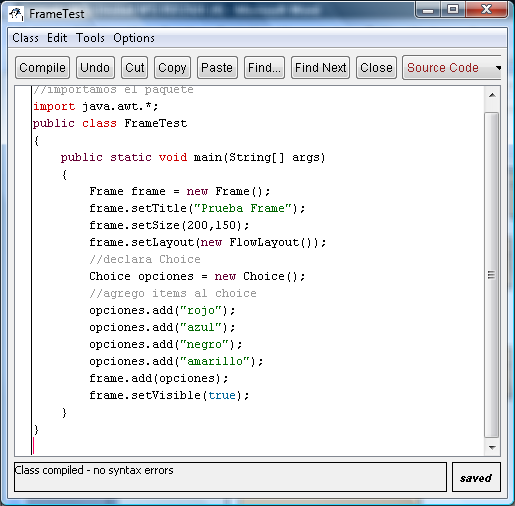 FrameTest
Class Edit Tools Options
Compile Undo Cut Copy Paste Find... Find Next Close Source Code
//importamos el paquete
import java.awt.*;
public class FrameTest
{
    public static void main(String[] args)
    {
        Frame frame = new Frame();
        frame.setTitle("Prueba Frame");
        frame.setSize(200,150);
        frame.setLayout(new FlowLayout());
        //declara Choice
        Choice opciones = new Choice();
        //agrego items al choice
        opciones.add("rojo");
        opciones.add("azul");
        opciones.add("negro");
        opciones.add("amarillo");
        frame.add(opciones);
        frame.setVisible(true);
    }
}
Class compiled - no syntax errors
saved